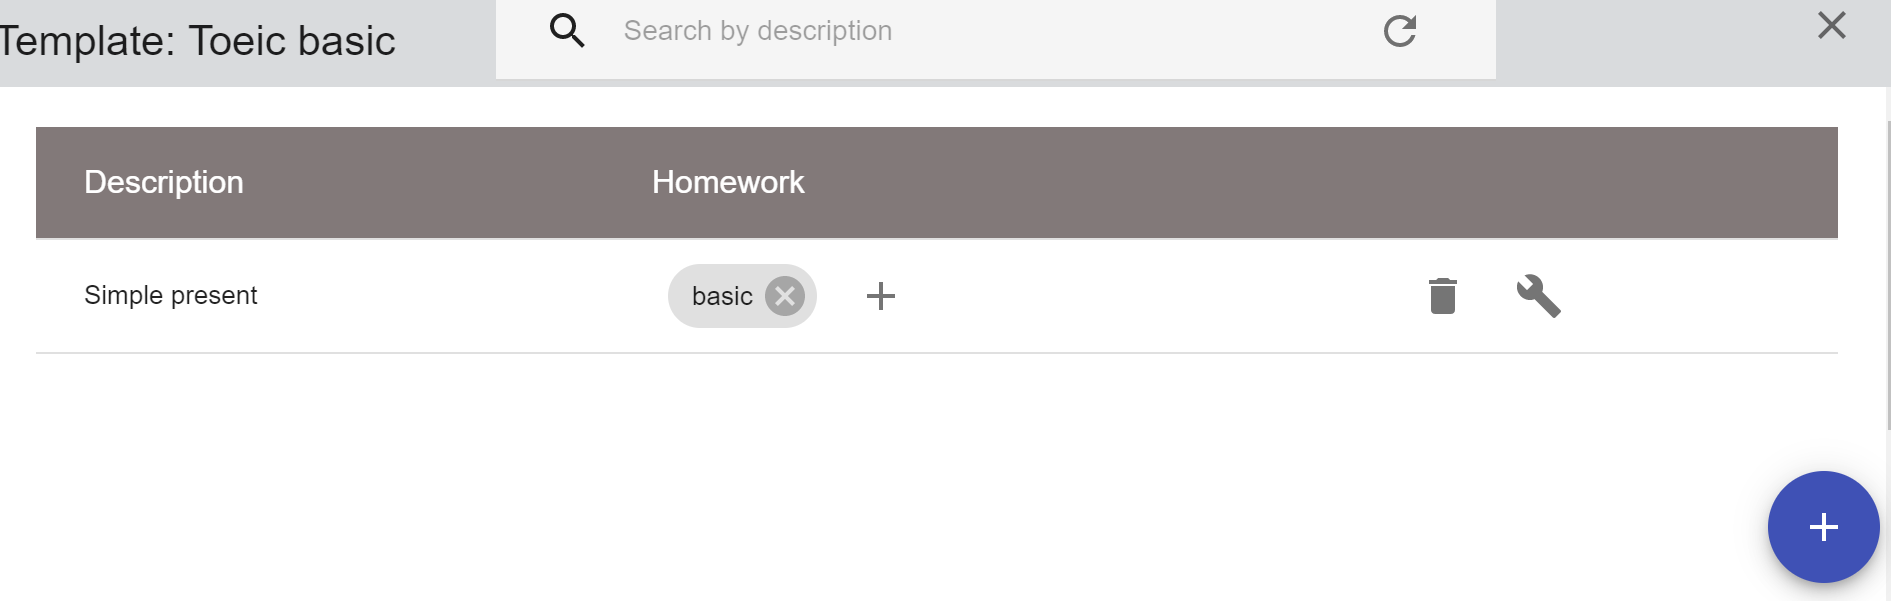 Template: Toeic basic
Search by description
Description Homework
Simple present basic